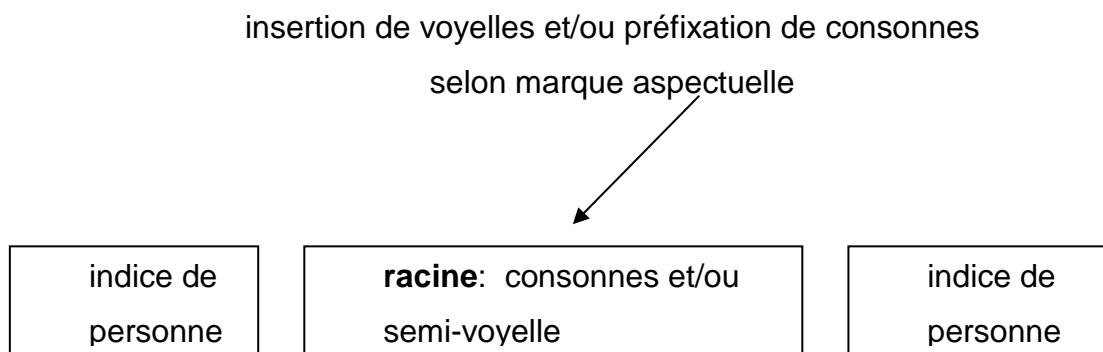 insertion de voyelles et/ou préfixation de consonnes
selon marque aspectuelle
indice de
personne
racine: consonnes et/ou
semi-voyelle
indice de
personne